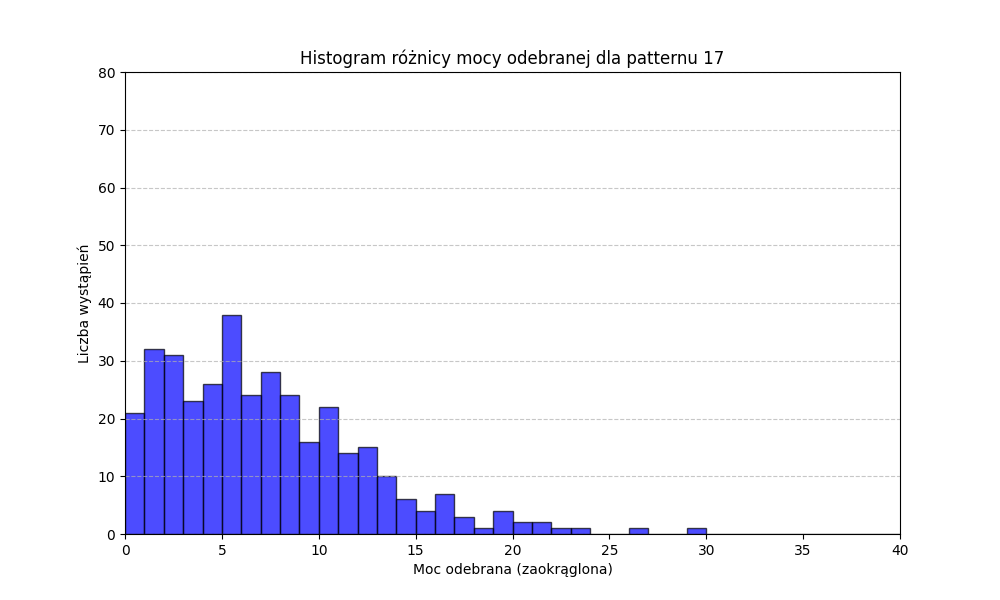 Histogram różnicy mocy odebranej dla patternu 17
80
70
60
50
40
30
20
10
0
Liczba wystąpień
0 5 10 15 20 25 30 35 40
Moc odebrana (zaokrąglona)